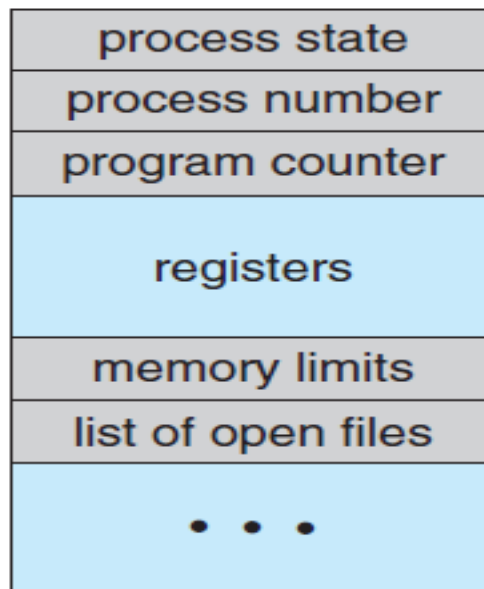 process state
process number
program counter
registers
memory limits
list of open files
• • •